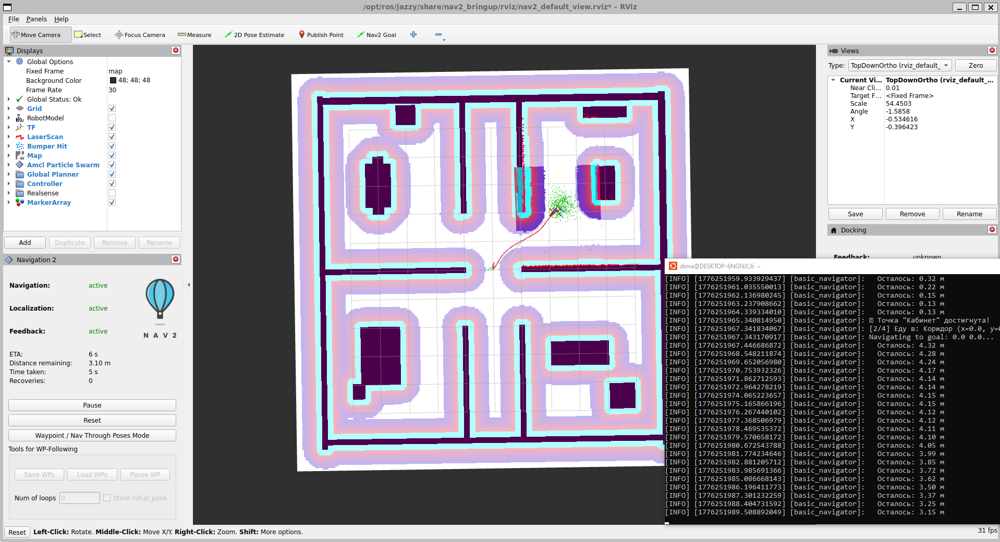 /opt/ros/jazzy/share/nav2_bringup/rviz/nav2_default_view.rviz* - RViz
File Panels Help
Move Camera Select Focus Camera Measure 2D Pose Estimate Publish Point Nav2 Goal
Displays
Global Options
Fixed Frame map
Background Color 48; 48; 48
Frame Rate 30
Global Status: Ok
Grid
RobotModel
TF
LaserScan
Bumper Hit
Map
Amcl Particle Swarm
Global Planner
Controller
Realsense
MarkerArray
Add Duplicate Remove Rename
Navigation 2
Navigation: active
Localization: active
Feedback: active
NAV2
ETA: 6 s
Distance remaining: 3.10 m
Time taken: 5 s
Recoveries: 0
Pause
Reset
Waypoint / Nav Through Poses Mode
Tools for WP-Following
Save WPs Load WPs Pause WP
Num of loops 0 Store initial_pose
Views
Type: TopDownOrtho (rviz_default_ Zero
Current Vi... TopDownOrtho (rviz_default_...
Near Cli... 0.01
Target F... <Fixed Frame>
Scale 54.4503
Angle -1.5858
X -0.534616
Y -0.396423
Save Remove Rename
Docking
Feedback: unknown
dima@DESKTOP-6NGNJC6: ~
[INFO] [1776251959.933929437] [basic_navigator]: Осталось: 0.32 м
[INFO] [1776251961.035550013] [basic_navigator]: Осталось: 0.22 м
[INFO] [1776251962.136980245] [basic_navigator]: Осталось: 0.15 м
[INFO] [1776251963.237908662] [basic_navigator]: Осталось: 0.13 м
[INFO] [1776251964.339334010] [basic_navigator]: Осталось: 0.13 м
[INFO] [1776251965.340814950] [basic_navigator]: Точка "Кабинет" достигнута!
[INFO] [1776251967.341834067] [basic_navigator]: [2/4] Еду в: Коридор (x=0.0, y=
[INFO] [1776251967.343170917] [basic_navigator]: Navigating to goal: 0.0 0.0...
[INFO] [1776251967.446686872] [basic_navigator]: Осталось: 4.32 м
[INFO] [1776251968.548211874] [basic_navigator]: Осталось: 4.28 м
[INFO] [1776251969.652056980] [basic_navigator]: Осталось: 4.24 м
[INFO] [1776251970.753932326] [basic_navigator]: Осталось: 4.17 м
[INFO] [1776251971.862712593] [basic_navigator]: Осталось: 4.14 м
[INFO] [1776251972.964278219] [basic_navigator]: Осталось: 4.14 м
[INFO] [1776251974.065223657] [basic_navigator]: Осталось: 4.15 м
[INFO] [1776251975.165866196] [basic_navigator]: Осталось: 4.15 м
[INFO] [1776251976.267440102] [basic_navigator]: Осталось: 4.12 м
[INFO] [1776251977.368506979] [basic_navigator]: Осталось: 4.12 м
[INFO] [1776251978.469535372] [basic_navigator]: Осталось: 4.11 м
[INFO] [1776251979.570658172] [basic_navigator]: Осталось: 4.10 м
[INFO] [1776251980.672543788] [basic_navigator]: Осталось: 4.05 м
[INFO] [1776251981.774234646] [basic_navigator]: Осталось: 3.99 м
[INFO] [1776251982.881205712] [basic_navigator]: Осталось: 3.85 м
[INFO] [1776251983.985691366] [basic_navigator]: Осталось: 3.72 м
[INFO] [1776251985.086668143] [basic_navigator]: Осталось: 3.62 м
[INFO] [1776251986.196411773] [basic_navigator]: Осталось: 3.50 м
[INFO] [1776251987.301232259] [basic_navigator]: Осталось: 3.37 м
[INFO] [1776251988.404731592] [basic_navigator]: Осталось: 3.25 м
[INFO] [1776251989.508892049] [basic_navigator]: Осталось: 3.15 м
Reset Left-Click: Rotate. Middle-Click: Move X/Y. Right-Click: Zoom. Shift: More options.
31 fps